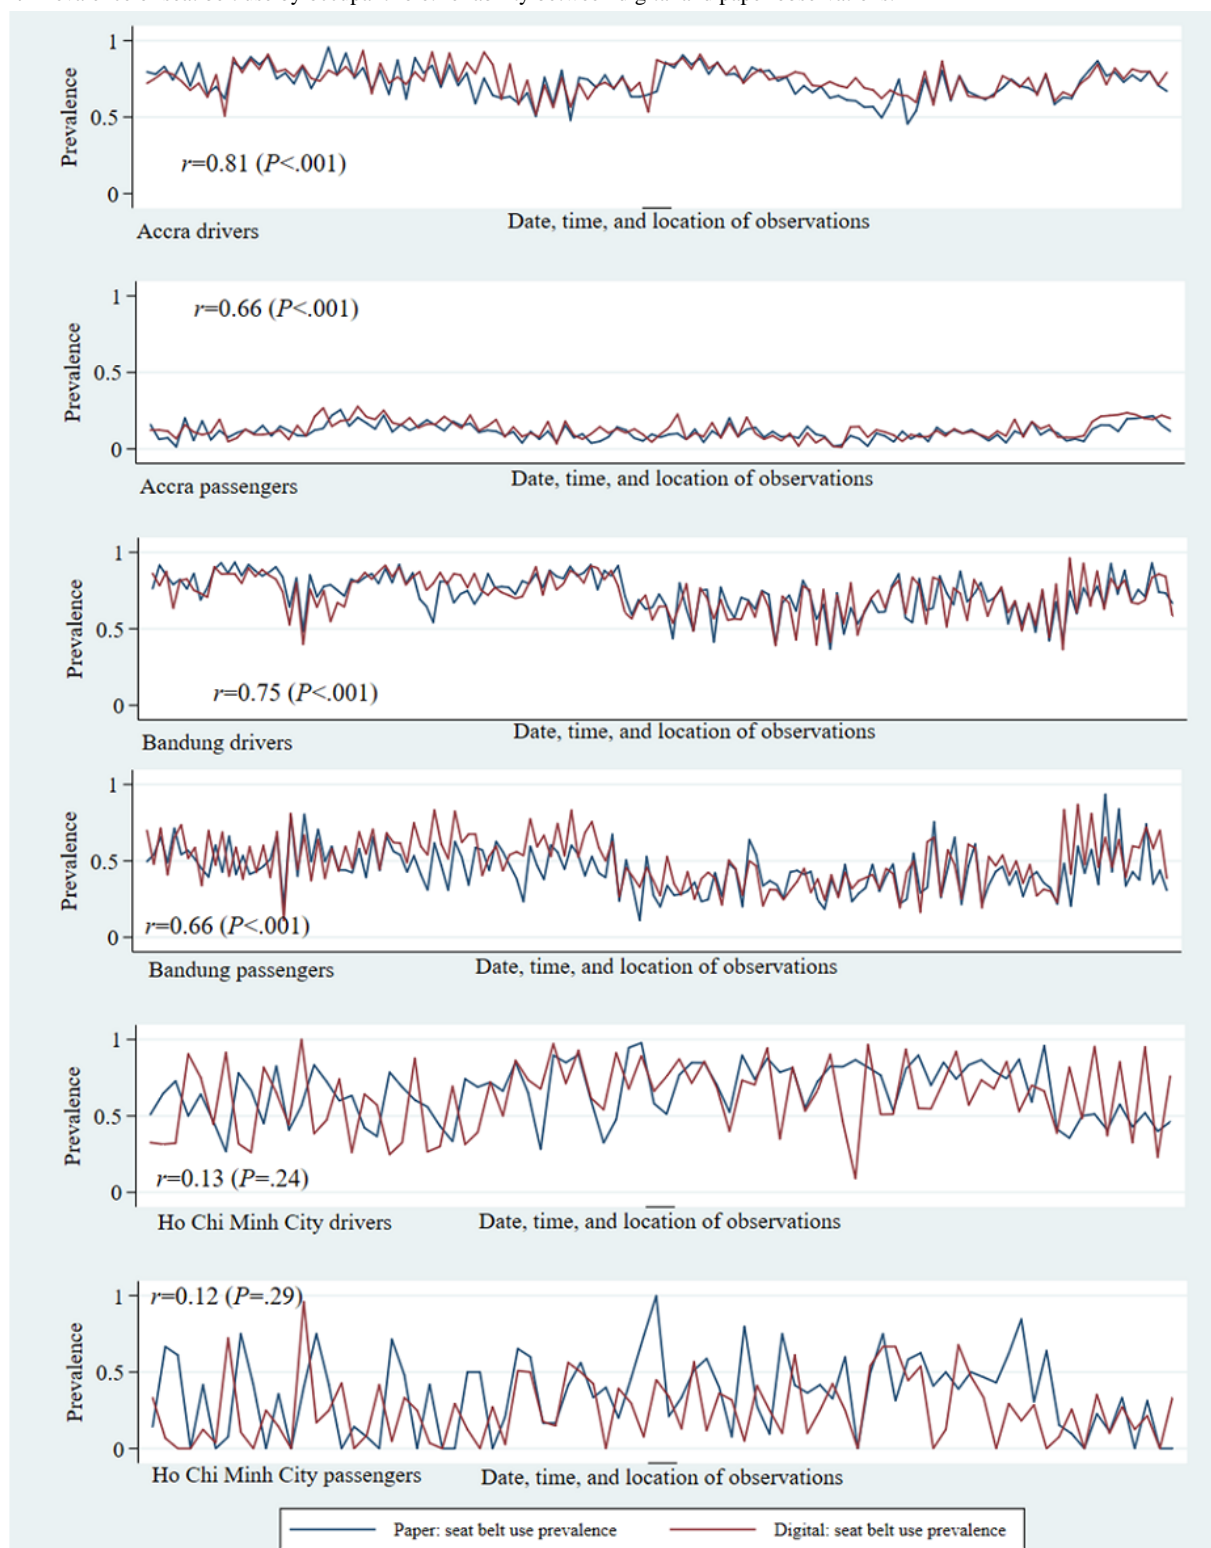 1
0.5
0
Prevalence
r=0.81 (P<.001)
Date, time, and location of observations
Accra drivers
1
0.5
0
Prevalence
r=0.66 (P<.001)
Date, time, and location of observations
Accra passengers
1
0.5
0
Prevalence
r=0.75 (P<.001)
Date, time, and location of observations
Bandung drivers
1
0.5
0
Prevalence
r=0.66 (P<.001)
Date, time, and location of observations
Bandung passengers
1
0.5
0
Prevalence
r=0.13 (P=.24)
Date, time, and location of observations
Ho Chi Minh City drivers
1
0.5
0
Prevalence
r=0.12 (P=.29)
Date, time, and location of observations
Ho Chi Minh City passengers
Paper: seat belt use prevalence
Digital: seat belt use prevalence